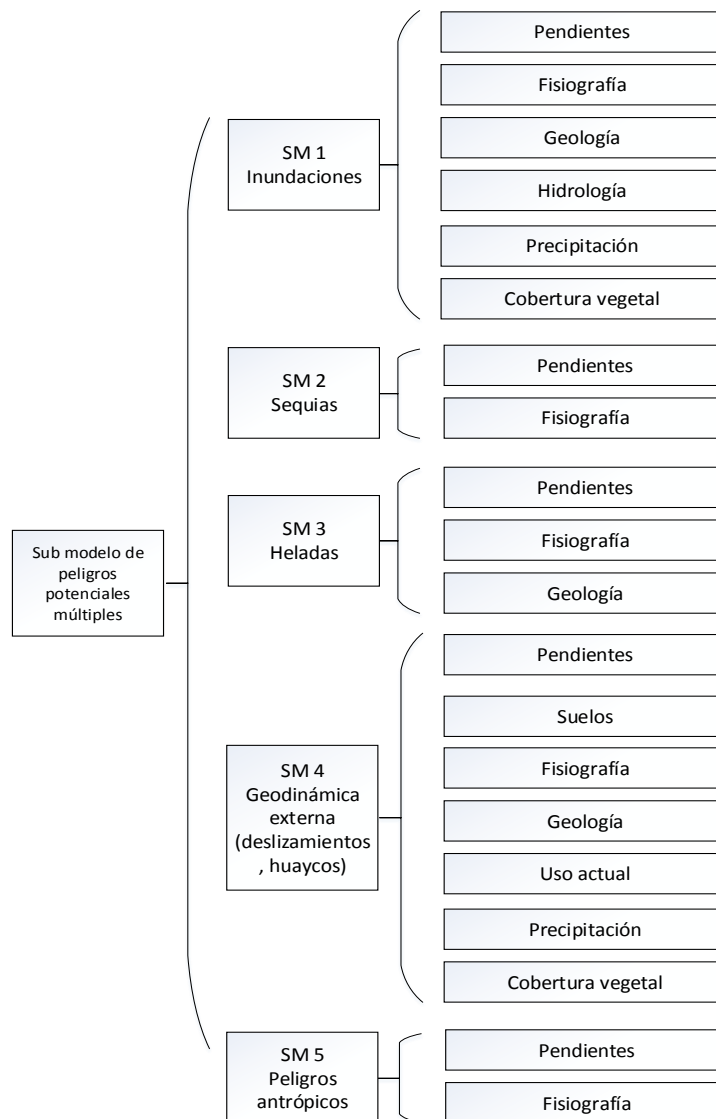 Sub modelo de
peligros
potenciales
múltiples
SM 1
Inundaciones
Pendientes
Fisiografía
Geología
Hidrología
Precipitación
Cobertura vegetal
SM 2
Sequias
Pendientes
Fisiografía
SM 3
Heladas
Pendientes
Fisiografía
Geología
SM 4
Geodinámica
externa
(deslizamientos
, huaycos)
Pendientes
Suelos
Fisiografía
Geología
Uso actual
Precipitación
Cobertura vegetal
SM 5
Peligros
antrópicos
Pendientes
Fisiografía